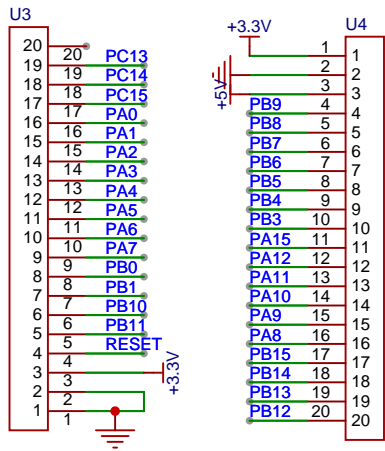 U3
20
20 PC13
19
19 PC14
18
18 PC15
17
17 PA0
16
16 PA1
15
15 PA2
14
14 PA3
13
13 PA4
12
12 PA5
11
11 PA6
10
10 PA7
9
9 PB0
8
8 PB1
7
7 PB10
6
6 PB11
5
5 RESET
4
4
3
3 +3.3V
2
2
1
1
U4
+3.3V
1 1
2 2
+5V 3 3
PB9 4 4
PB8 5 5
PB7 6 6
PB6 7 7
PB5 8 8
PB4 9 9
PB3 10 10
PA15 11 11
PA12 12 12
PA11 13 13
PA10 14 14
PA9 15 15
PA8 16 16
PB15 17 17
PB14 18 18
PB13 19 19
PB12 20 20